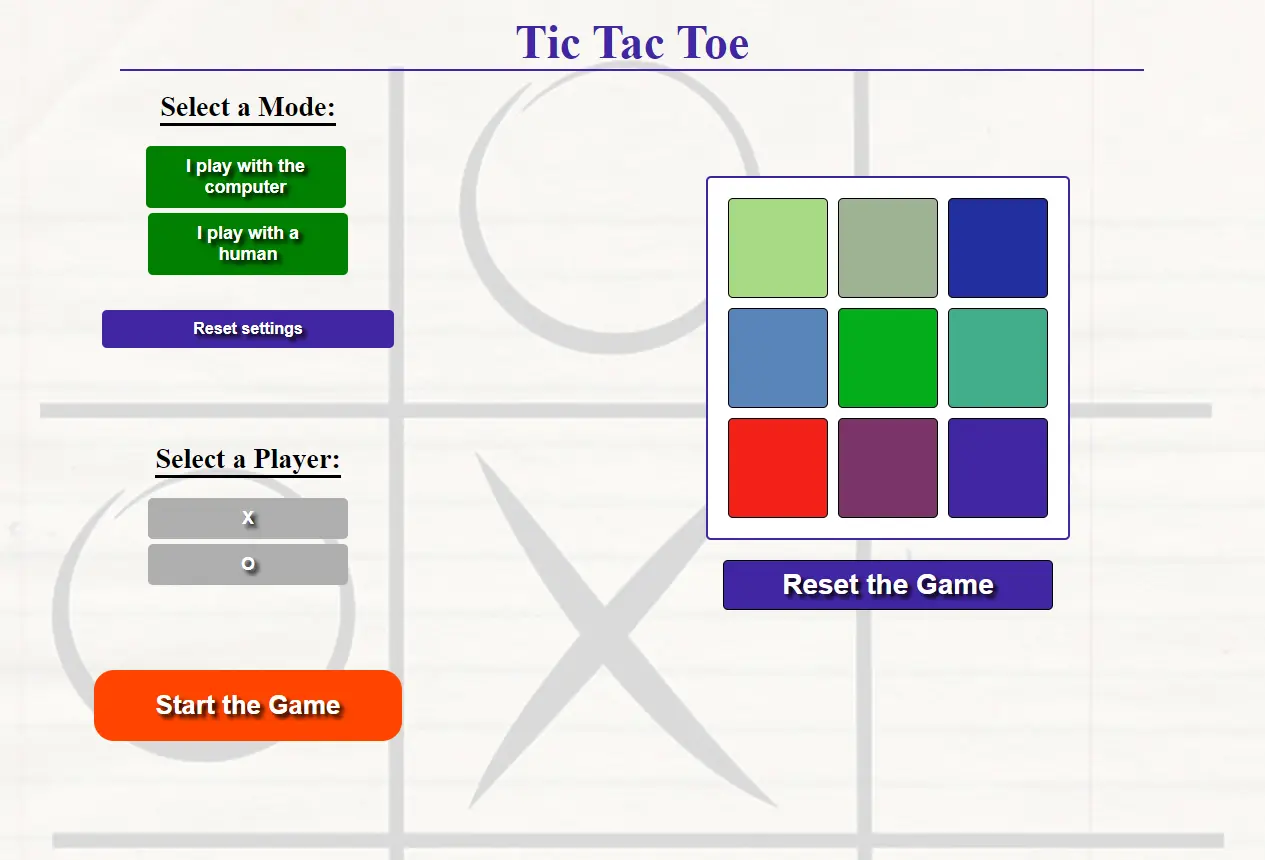 Tic Tac Toe
Select a Mode:
I play with the
computer
I play with a
human
Reset settings
Select a Player:
X
O
Start the Game
Reset the Game